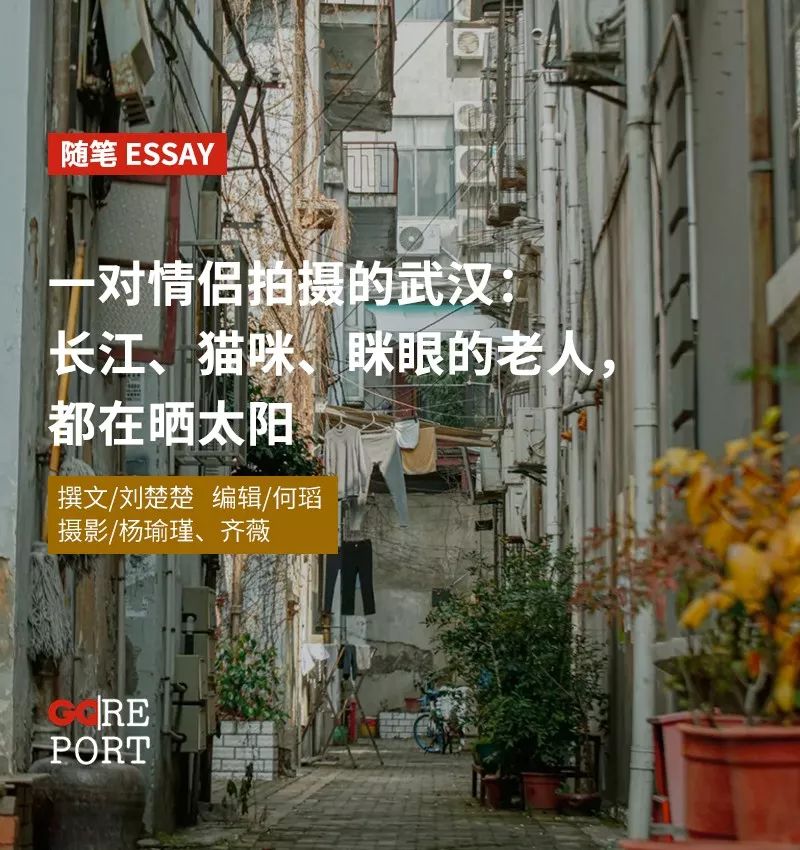 随笔 ESSAY
一对情侣拍摄的武汉：
长江、猫咪、眯眼的老人，
都在晒太阳
撰文/刘楚楚 编辑/何瑫
摄影/杨瑜瑾、齐薇
GQ|RE
PORT